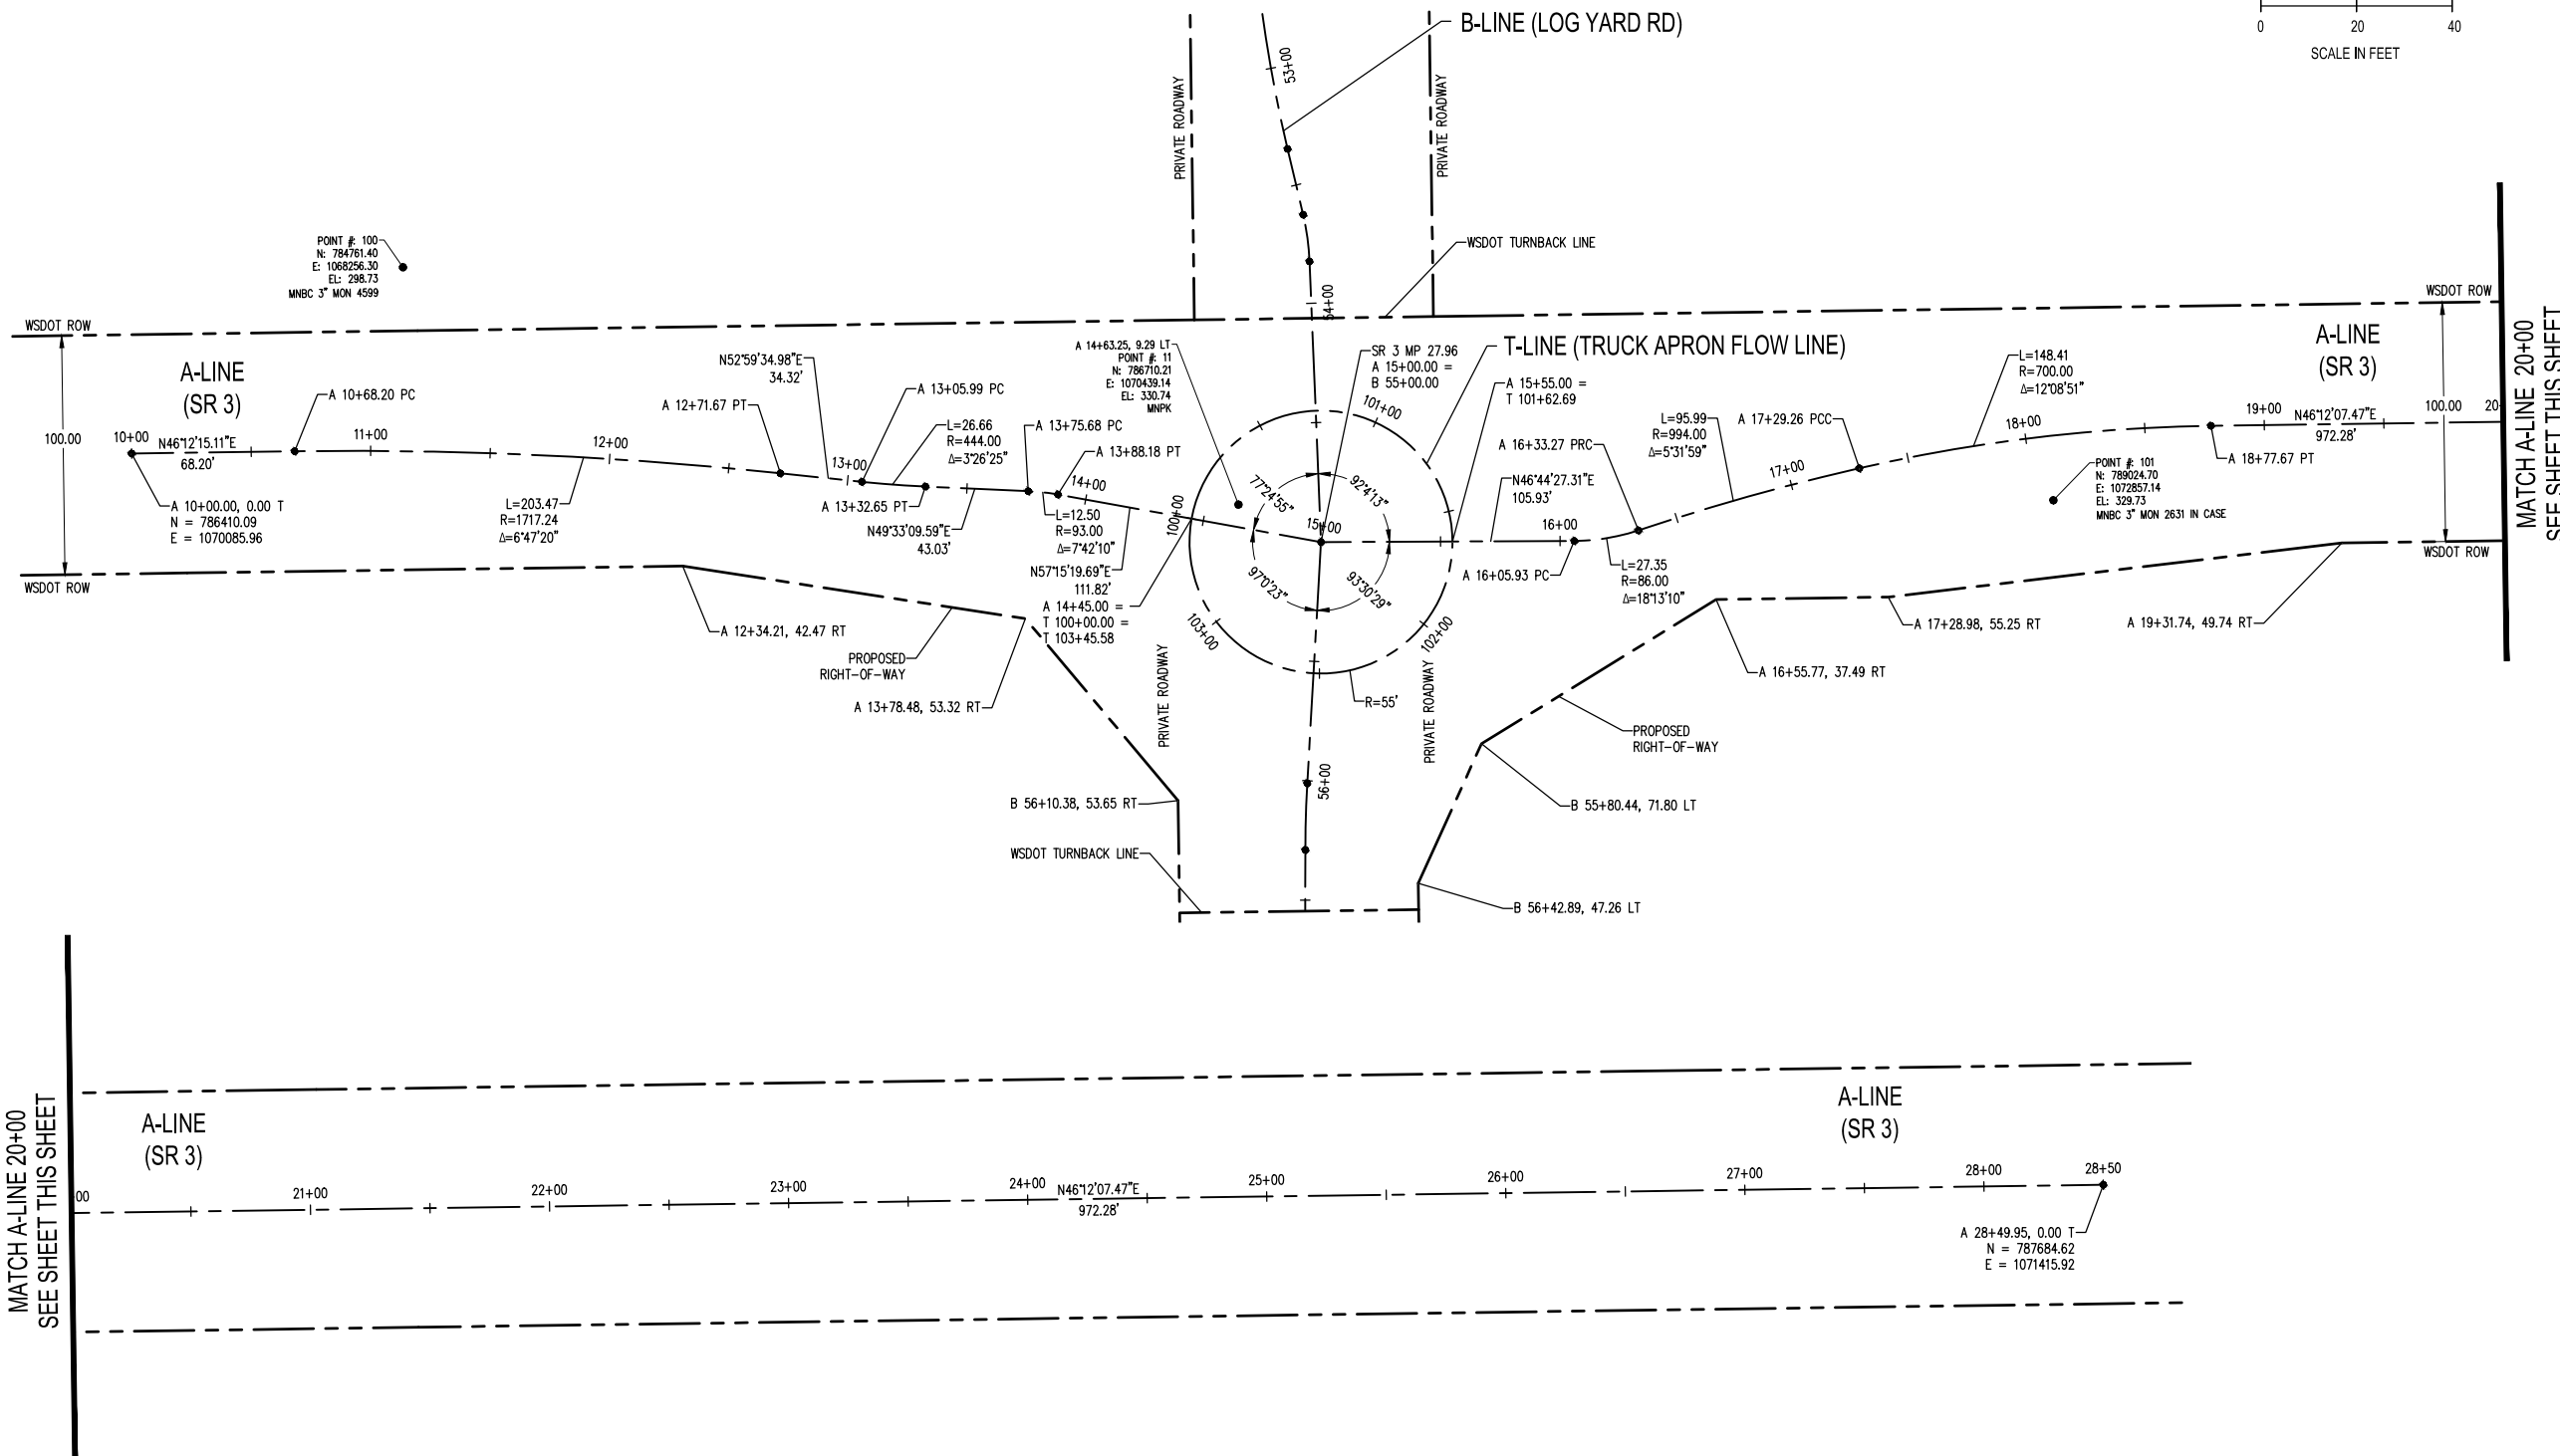 B-LINE (LOG YARD RD)
0 20 40
SCALE IN FEET
53+00
PRIVATE ROADWAY
PRIVATE ROADWAY
POINT #: 100
N: 784761.40
E: 1068256.30
EL: 298.73
MNBC 3" MON 4599
WSDOT TURNBACK LINE
54+00
WSDOT ROW
WSDOT ROW
A-LINE
(SR 3)
100.00
10+00
N46°12'15.11"E
68.20'
A 10+00.00, 0.00 T
N = 786410.09
E = 1070085.96
A 10+68.20 PC
11+00
L=203.47
R=1717.24
Δ=6°47'20"
12+00
A 12+71.67 PT
N52°59'34.98"E
34.32'
13+00
A 13+05.99 PC
L=26.66
R=444.00
Δ=3°26'25"
A 13+32.65 PT
N49°33'09.59"E
43.03'
A 13+75.68 PC
A 13+88.18 PT
14+00
L=12.50
R=93.00
Δ=7°42'10"
N57°15'19.69"E
111.82'
A 14+45.00 =
T 100+00.00 =
T 103+45.58
A 14+63.25, 9.29 LT
POINT #: 11
N: 786710.21
E: 1070439.14
EL: 330.74
MNPK
SR 3 MP 27.96
A 15+00.00 =
B 55+00.00
T-LINE (TRUCK APRON FLOW LINE)
A 15+55.00 =
T 101+62.69
100+00
101+00
102+00
103+00
77°24'55"
92°4'13"
97°0'23"
93°30'29"
15+00
R=55'
N46°44'27.31"E
105.93'
16+00
A 16+05.93 PC
L=27.35
R=86.00
Δ=18°13'10"
A 16+33.27 PRC
L=95.99
R=994.00
Δ=5°31'59"
17+00
A 17+29.26 PCC
L=148.41
R=700.00
Δ=12°08'51"
18+00
A 18+77.67 PT
19+00
N46°12'07.47"E
972.28'
A-LINE
(SR 3)
100.00
20+
POINT #: 101
N: 789024.70
E: 1072857.14
EL: 329.73
MNBC 3" MON 2631 IN CASE
MATCH A-LINE 20+00
SEE SHEET THIS SHEET
WSDOT ROW
WSDOT ROW
A 12+34.21, 42.47 RT
PROPOSED
RIGHT-OF-WAY
A 13+78.48, 53.32 RT
PRIVATE ROADWAY
PRIVATE ROADWAY
A 17+28.98, 55.25 RT
A 19+31.74, 49.74 RT
A 16+55.77, 37.49 RT
PROPOSED
RIGHT-OF-WAY
56+00
B 56+10.38, 53.65 RT
B 55+80.44, 71.80 LT
WSDOT TURNBACK LINE
B 56+42.89, 47.26 LT
MATCH A-LINE 20+00
SEE SHEET THIS SHEET
A-LINE
(SR 3)
A-LINE
(SR 3)
00
21+00
22+00
23+00
24+00
N46°12'07.47"E
972.28'
25+00
26+00
27+00
28+00
28+50
A 28+49.95, 0.00 T
N = 787684.62
E = 1071415.92